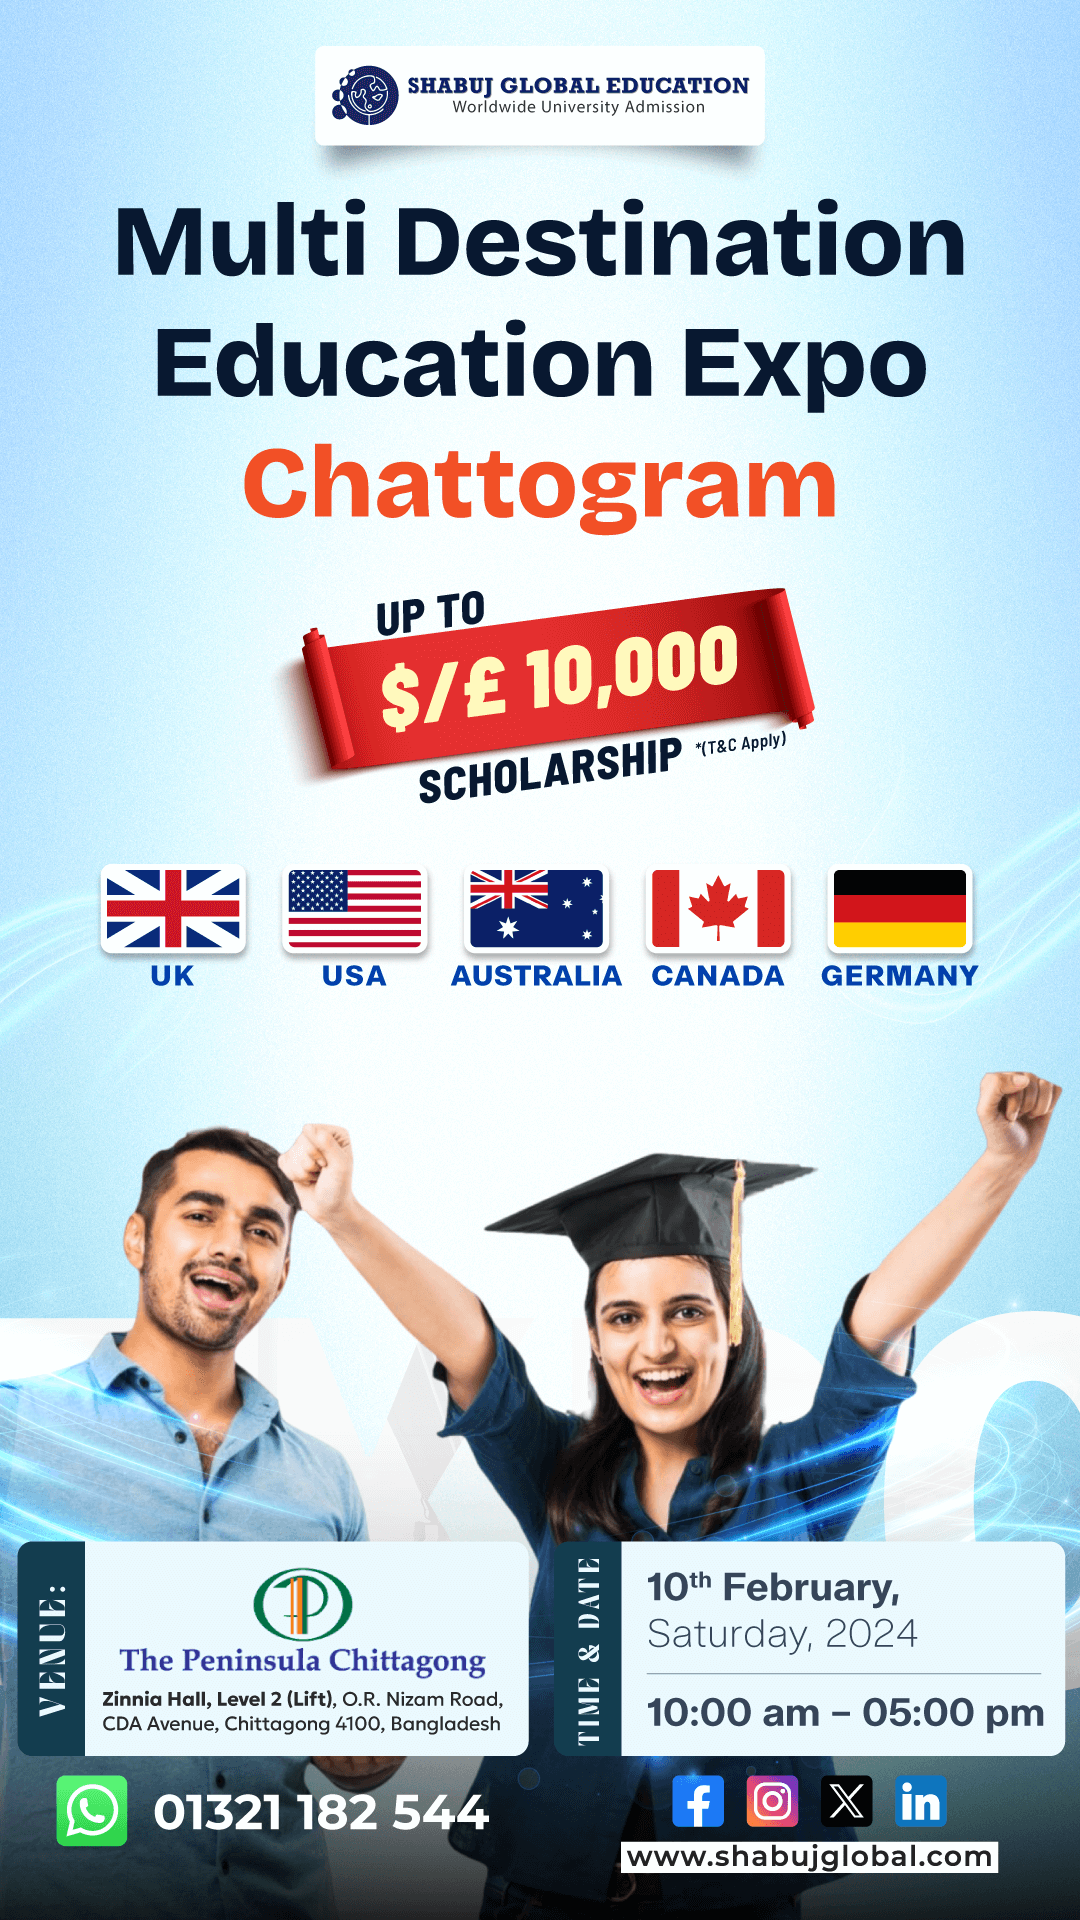 SHABUJ GLOBAL EDUCATION
Worldwide University Admission
Multi Destination
Education Expo
Chattogram
UP TO
$/£ 10,000
SCHOLARSHIP *(T&C Apply)
UK USA AUSTRALIA CANADA GERMANY
VENUE:
The Peninsula Chittagong
Zinnia Hall, Level 2 (Lift), O.R. Nizam Road,
CDA Avenue, Chittagong 4100, Bangladesh
TIME & DATE
10th February,
Saturday, 2024
10:00 am – 05:00 pm
01321 182 544
www.shabujglobal.com